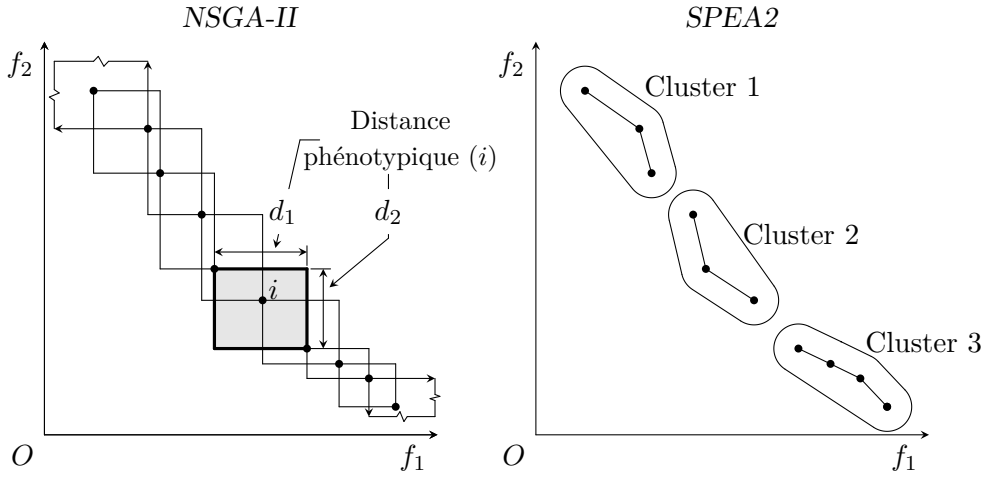 NSGA-II
f2
Distance
phénotypique (i)
d1
d2
i
O
f1
SPEA2
f2
Cluster 1
Cluster 2
Cluster 3
O
f1